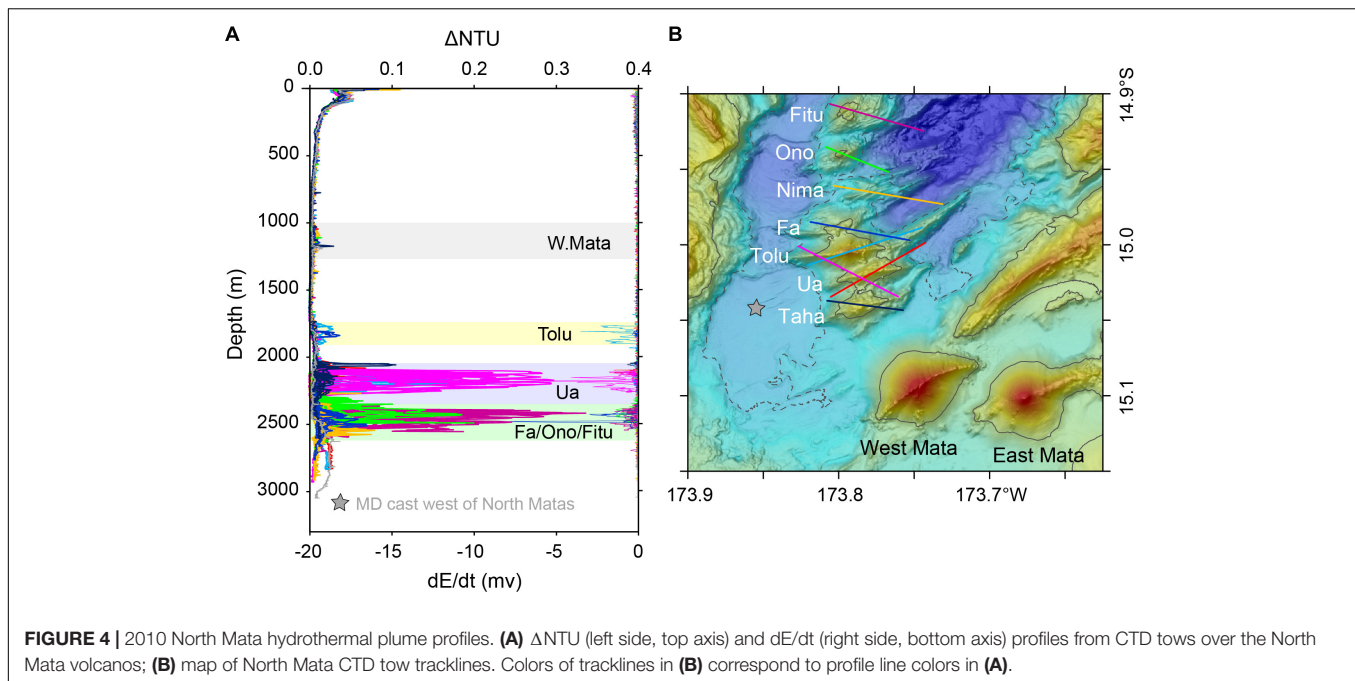 A
ΔNTU
0.0 0.1 0.2 0.3 0.4
0
500
1000
1500
2000
2500
3000
Depth (m)
W.Mata
Tolu
Ua
Fa/Ono/Fitu
MD cast west of North Matas
-20 -15 -10 -5 0
dE/dt (mv)
B
Fitu
Ono
Nima
Fa
Tolu
Ua
Taha
West Mata
East Mata
14.9°S
15.0
15.1
173.9 173.8 173.7°W
FIGURE 4 | 2010 North Mata hydrothermal plume profiles. (A) ΔNTU (left side, top axis) and dE/dt (right side, bottom axis) profiles from CTD tows over the North
Mata volcanos; (B) map of North Mata CTD tow tracklines. Colors of tracklines in (B) correspond to profile line colors in (A).